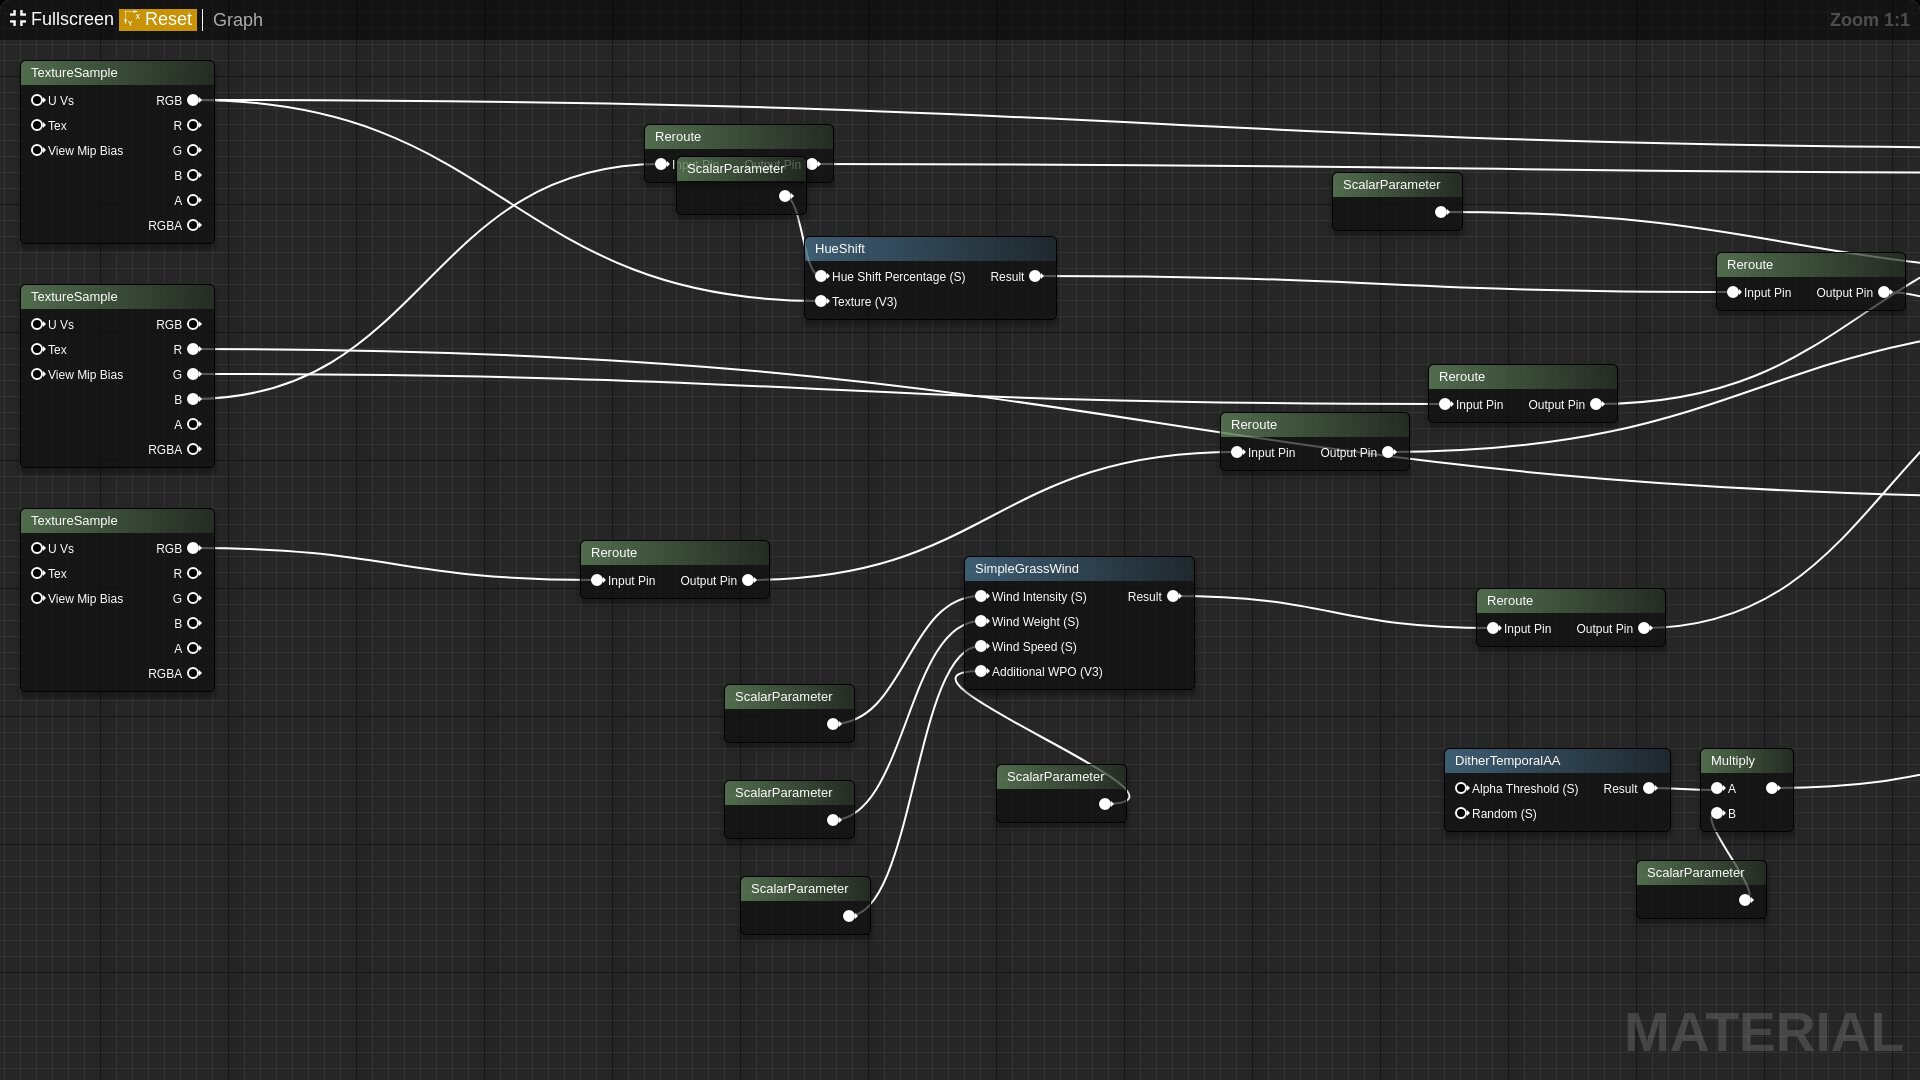 Fullscreen Reset Graph
Zoom 1:1
TextureSample
U Vs RGB
Tex R
View Mip Bias G
B
A
RGBA
Reroute
Input Pin Output Pin
ScalarParameter
ScalarParameter
HueShift
Hue Shift Percentage (S) Result
Texture (V3)
Reroute
Input Pin Output Pin
TextureSample
U Vs RGB
Tex R
View Mip Bias G
B
A
RGBA
Reroute
Input Pin Output Pin
Reroute
Input Pin Output Pin
TextureSample
U Vs RGB
Tex R
View Mip Bias G
B
A
RGBA
Reroute
Input Pin Output Pin
SimpleGrassWind
Wind Intensity (S) Result
Wind Weight (S)
Wind Speed (S)
Additional WPO (V3)
Reroute
Input Pin Output Pin
ScalarParameter
ScalarParameter
ScalarParameter
ScalarParameter
DitherTemporalAA
Alpha Threshold (S) Result
Random (S)
Multiply
A
B
ScalarParameter
MATERIAL